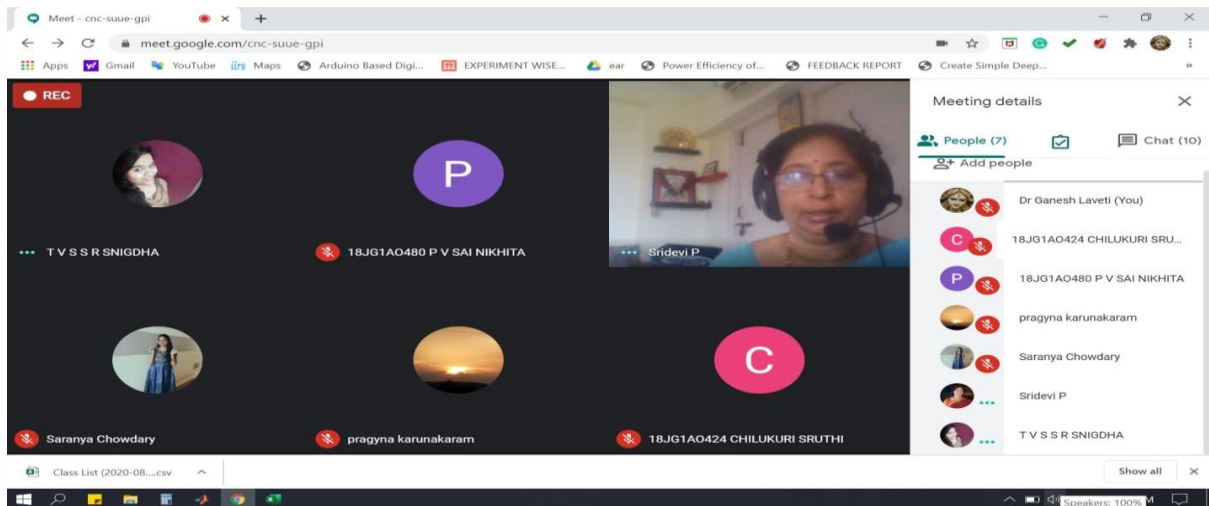 Meet - cnc-suue-gpi
meet.google.com/cnc-suue-gpi
Apps Gmail YouTube iirs Maps Arduino Based Digi... EXPERIMENT WISE... ear Power Efficiency of... FEEDBACK REPORT Create Simple Deep...
REC
P
T V S S R SNIGDHA
18JG1AO480 P V SAI NIKHITA
Sridevi P
C
Saranya Chowdary
pragyna karunakaram
18JG1AO424 CHILUKURI SRUTHI
Meeting details
People (7)
Chat (10)
Add people
Dr Ganesh Laveti (You)
C
18JG1AO424 CHILUKURI SRU...
P
18JG1AO480 P V SAI NIKHITA
pragyna karunakaram
Saranya Chowdary
Sridevi P
T V S S R SNIGDHA
Class List (2020-08....csv
Show all
Speakers: 100%
M